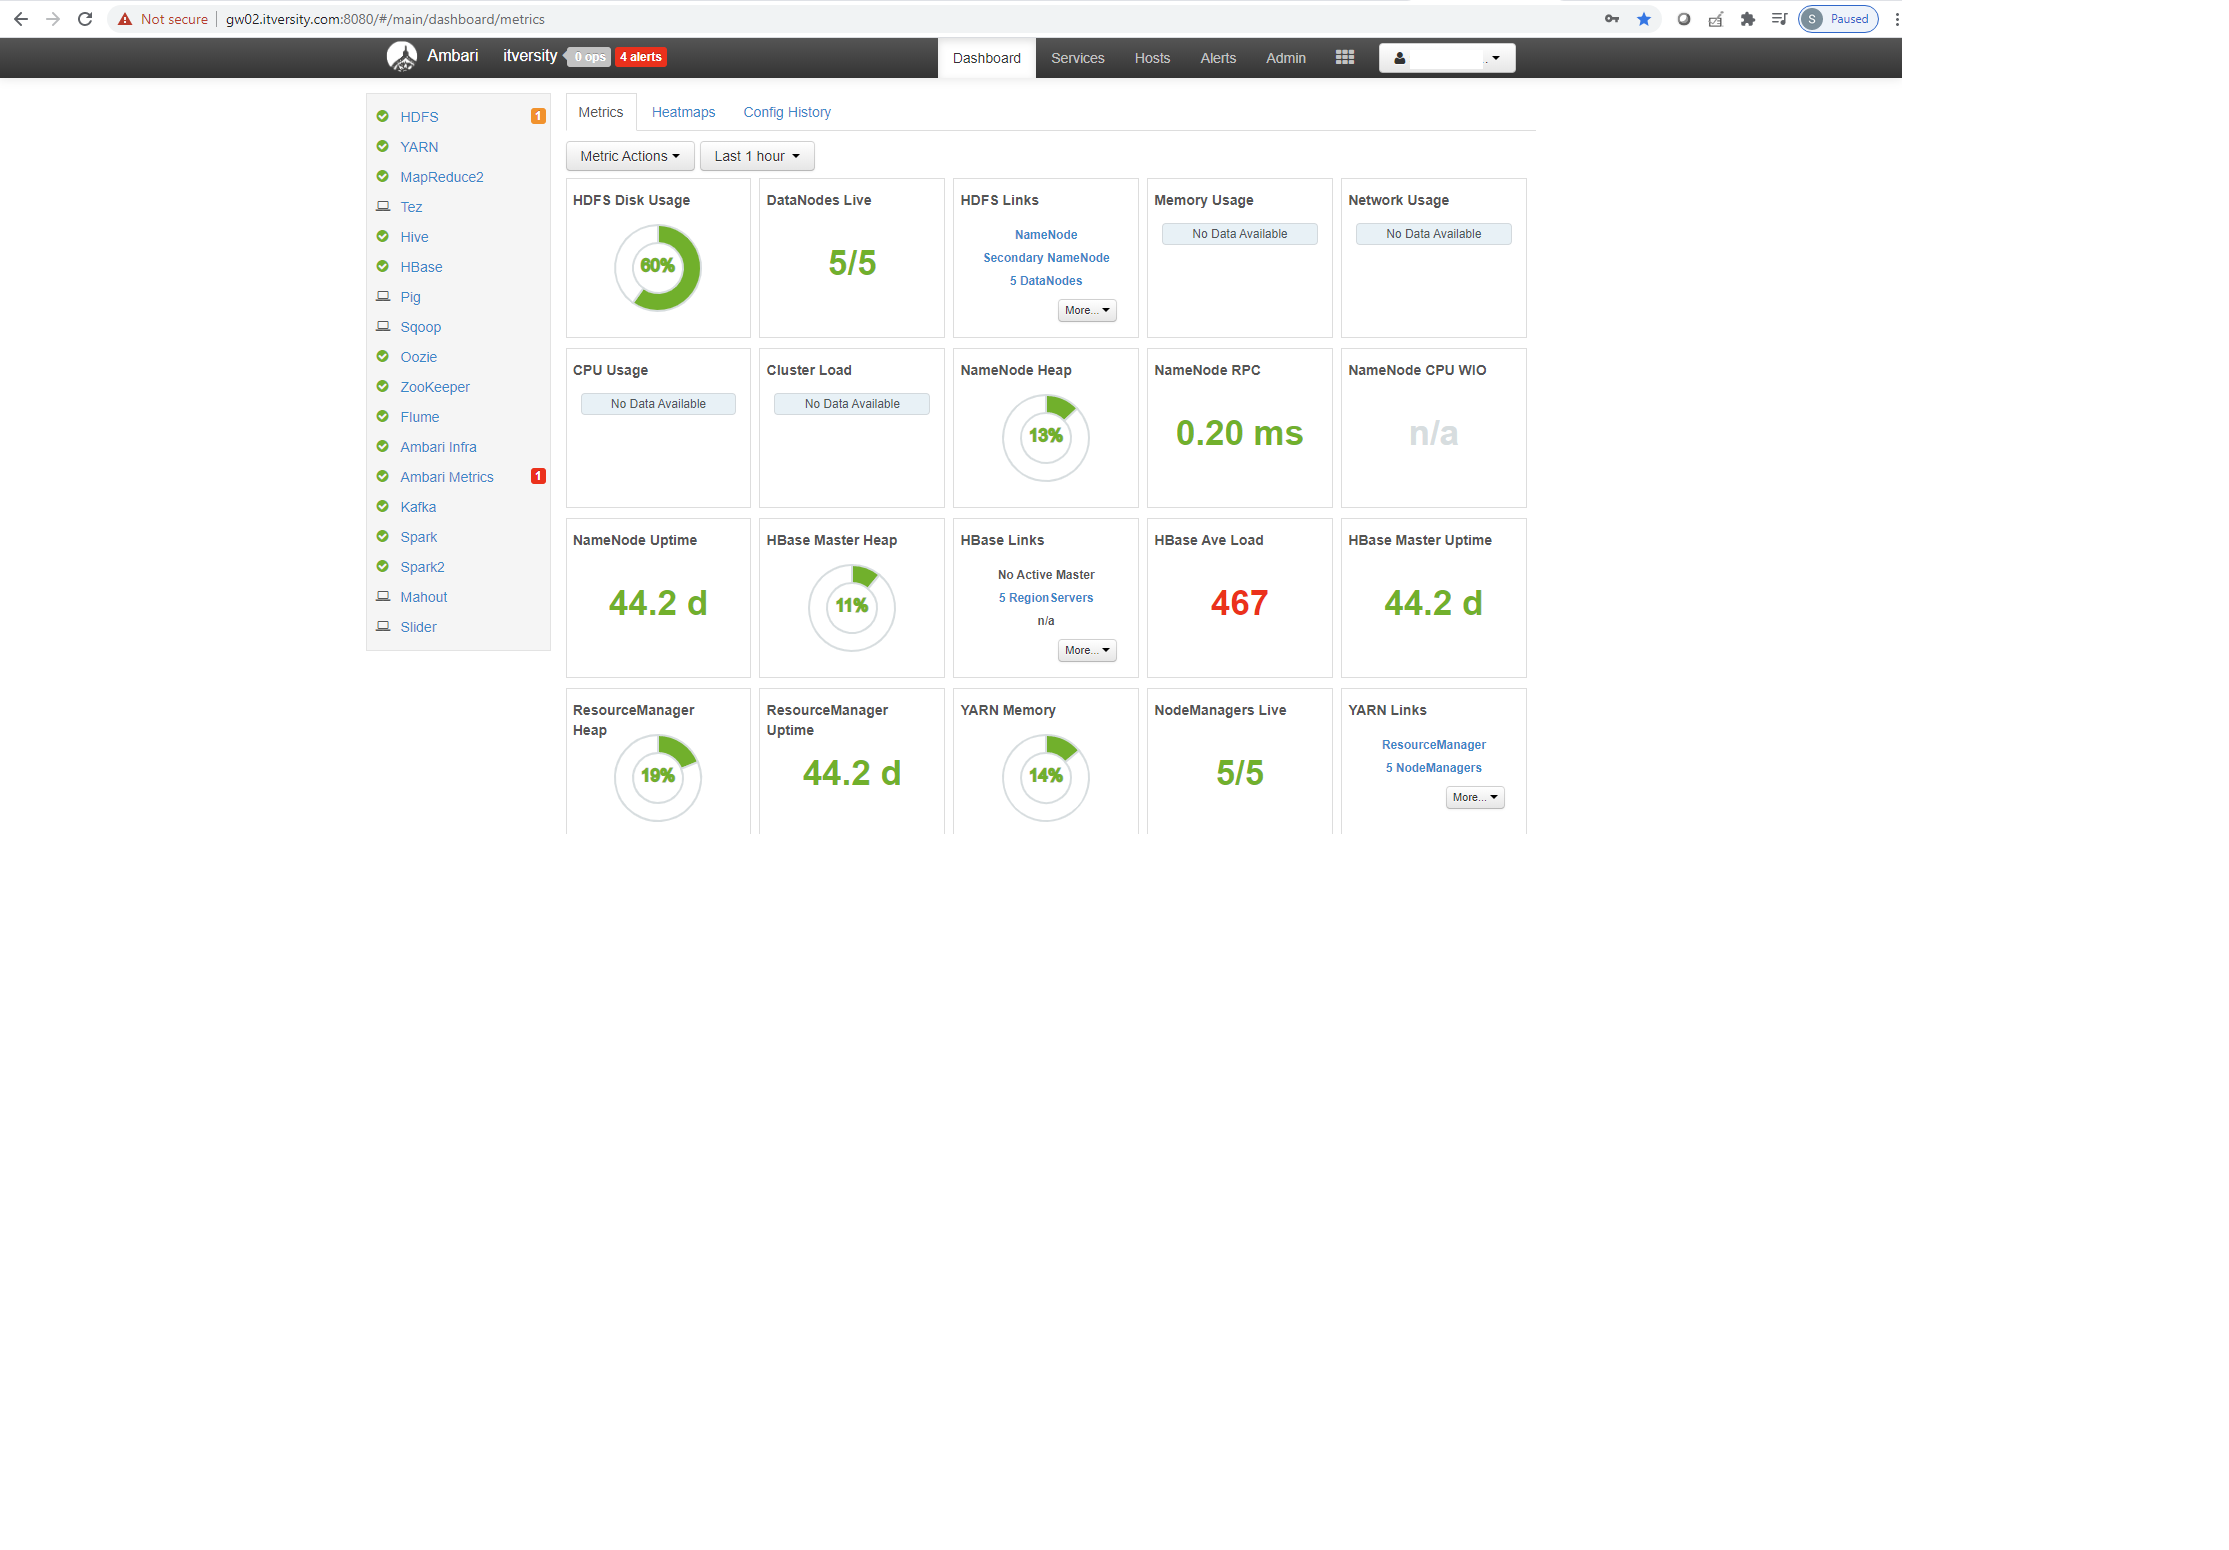 Not secure | gw02.itversity.com:8080/#/main/dashboard/metrics S Paused
Ambari itversity 0 ops 4 alerts Dashboard Services Hosts Alerts Admin ..
HDFS 1
YARN
MapReduce2
Tez
Hive
HBase
Pig
Sqoop
Oozie
ZooKeeper
Flume
Ambari Infra
Ambari Metrics 1
Kafka
Spark
Spark2
Mahout
Slider
Metrics Heatmaps Config History
Metric Actions Last 1 hour
HDFS Disk Usage
60%
DataNodes Live
5/5
HDFS Links
NameNode
Secondary NameNode
5 DataNodes
More...
Memory Usage
No Data Available
Network Usage
No Data Available
CPU Usage
No Data Available
Cluster Load
No Data Available
NameNode Heap
13%
NameNode RPC
0.20 ms
NameNode CPU WIO
n/a
NameNode Uptime
44.2 d
HBase Master Heap
11%
HBase Links
No Active Master
5 RegionServers
n/a
More...
HBase Ave Load
467
HBase Master Uptime
44.2 d
ResourceManager
Heap
19%
ResourceManager
Uptime
44.2 d
YARN Memory
14%
NodeManagers Live
5/5
YARN Links
ResourceManager
5 NodeManagers
More...